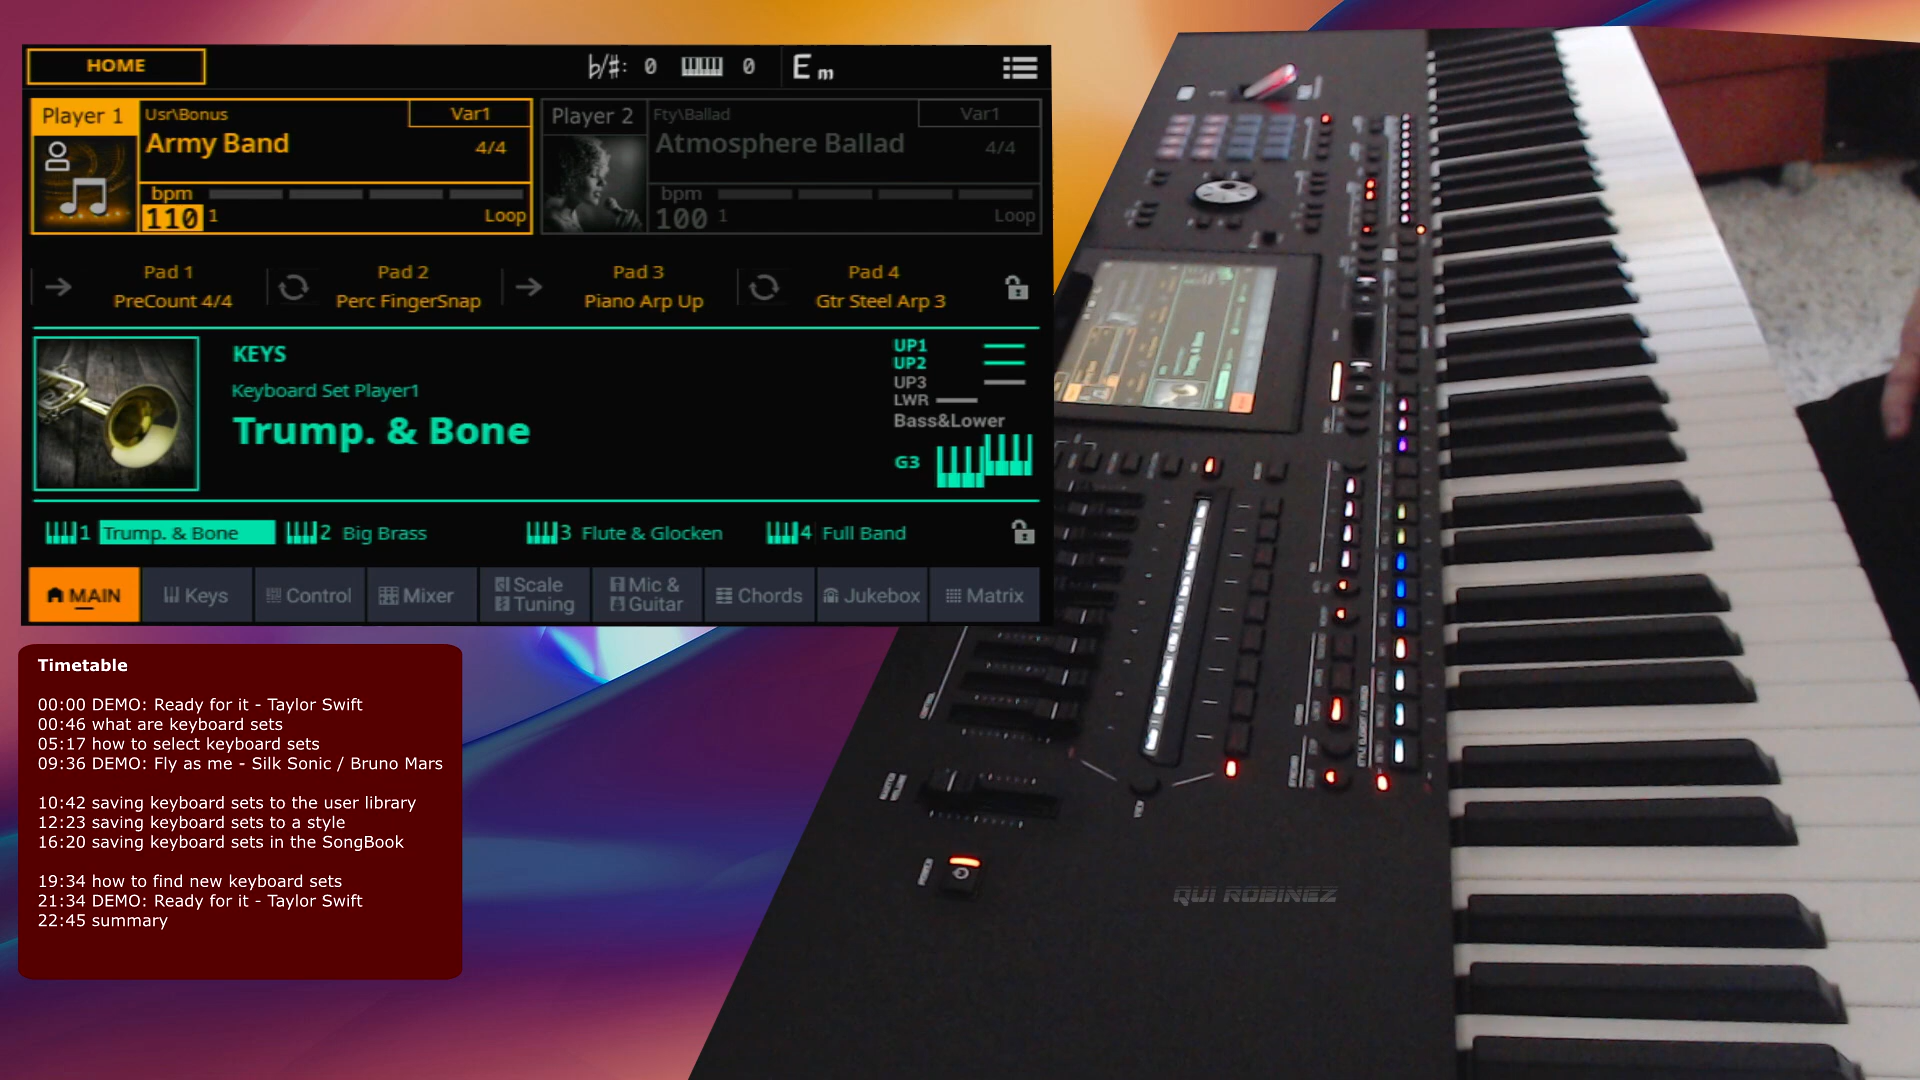 HOME
b/#: 0 0 Em
Player 1
Usr\Bonus
Var1
Army Band
4/4
bpm
110 1
Loop
Player 2
Fty\Ballad
Var1
Atmosphere Ballad
4/4
bpm
100 1
Loop
Pad 1
PreCount 4/4
Pad 2
Perc FingerSnap
Pad 3
Piano Arp Up
Pad 4
Gtr Steel Arp 3
KEYS
Keyboard Set Player1
Trump. & Bone
UP1
UP2
UP3
LWR
Bass&Lower
G3
1 Trump. & Bone
2 Big Brass
3 Flute & Glocken
4 Full Band
MAIN
Keys
Control
Mixer
Scale
Tuning
Mic &
Guitar
Chords
Jukebox
Matrix
Timetable
00:00 DEMO: Ready for it - Taylor Swift
00:46 what are keyboard sets
05:17 how to select keyboard sets
09:36 DEMO: Fly as me - Silk Sonic / Bruno Mars
10:42 saving keyboard sets to the user library
12:23 saving keyboard sets to a style
16:20 saving keyboard sets in the SongBook
19:34 how to find new keyboard sets
21:34 DEMO: Ready for it - Taylor Swift
22:45 summary
QUI ROBINEZ